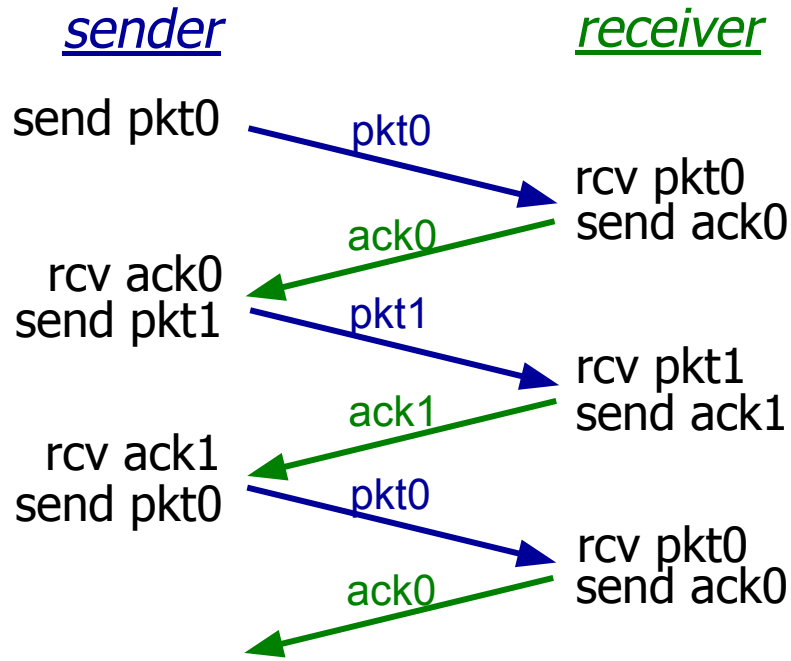 sender
receiver
send pkt0
pkt0
rcv pkt0
send ack0
ack0
rcv ack0
send pkt1
pkt1
rcv pkt1
send ack1
ack1
rcv ack1
send pkt0
pkt0
rcv pkt0
send ack0
ack0